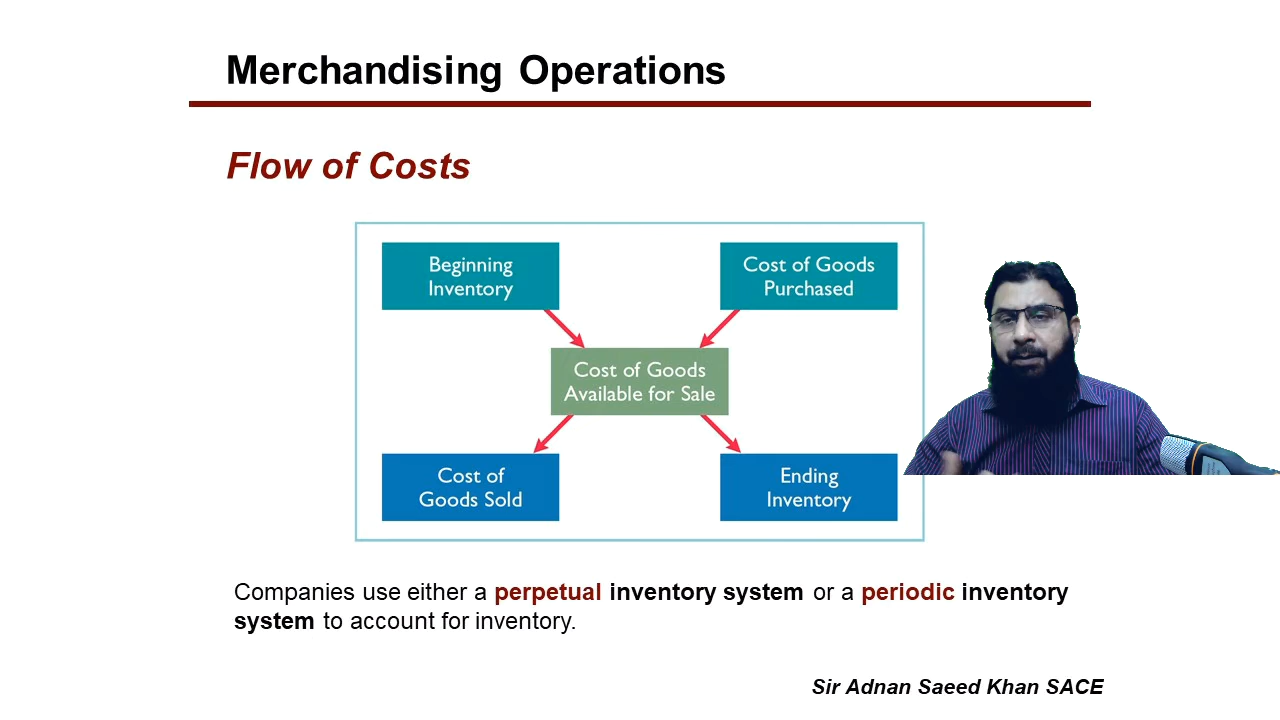 Merchandising Operations
Flow of Costs
Beginning
Inventory
Cost of Goods
Purchased
Cost of Goods
Available for Sale
Cost of
Goods Sold
Ending
Inventory
Companies use either a perpetual inventory system or a periodic inventory
system to account for inventory.
Sir Adnan Saeed Khan SACE